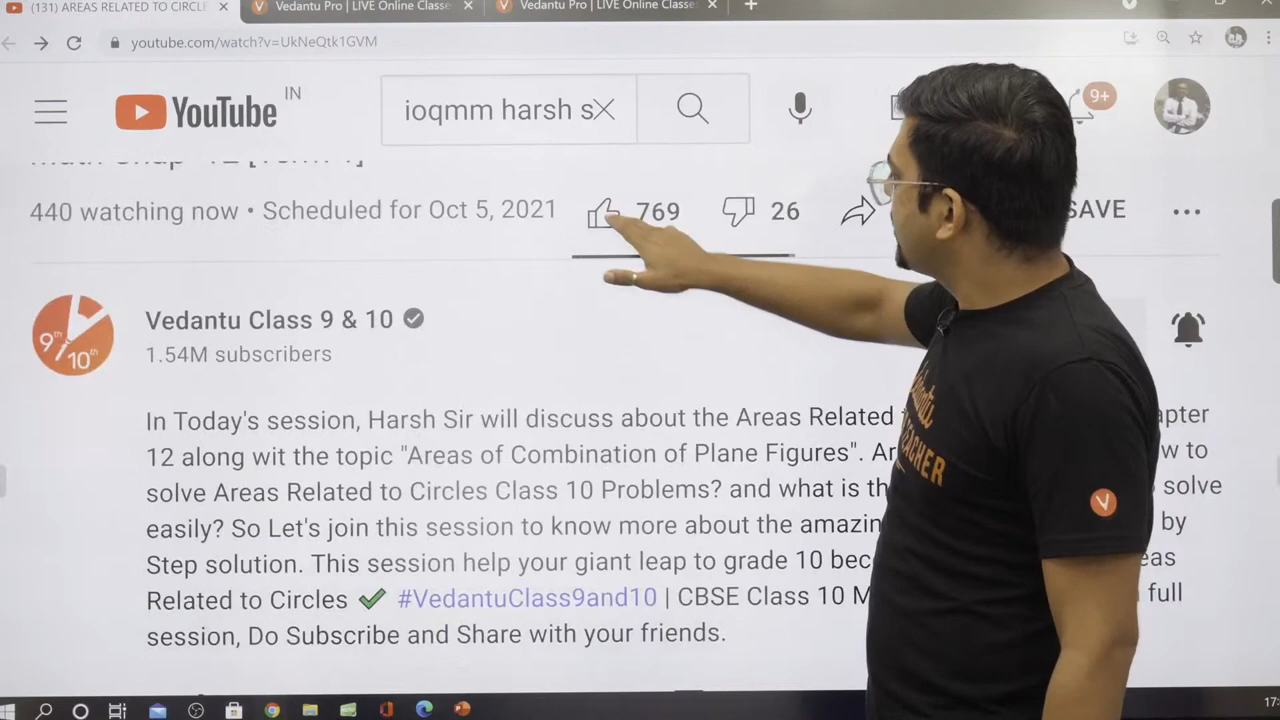 (131) AREAS RELATED TO CIRCLE
Vedantu Pro | LIVE Online Classe
Vedantu Pro | LIVE Online Classe
youtube.com/watch?v=UkNeQtk1GVM
YouTube IN
ioqmm harsh s
9+
440 watching now • Scheduled for Oct 5, 2021
769
26
SAVE
9th 10th
Vedantu Class 9 & 10
1.54M subscribers
In Today's session, Harsh Sir will discuss about the Areas Related
12 along wit the topic "Areas of Combination of Plane Figures". w to
solve Areas Related to Circles Class 10 Problems? and what is solve
easily? So Let's join this session to know more about the by
Step solution. This session help your giant leap to grade 10
Related to Circles ✔ #VedantuClass9and10 | CBSE Class 10 full
session, Do Subscribe and Share with your friends.
Vedantu
TEACHER
V
17: